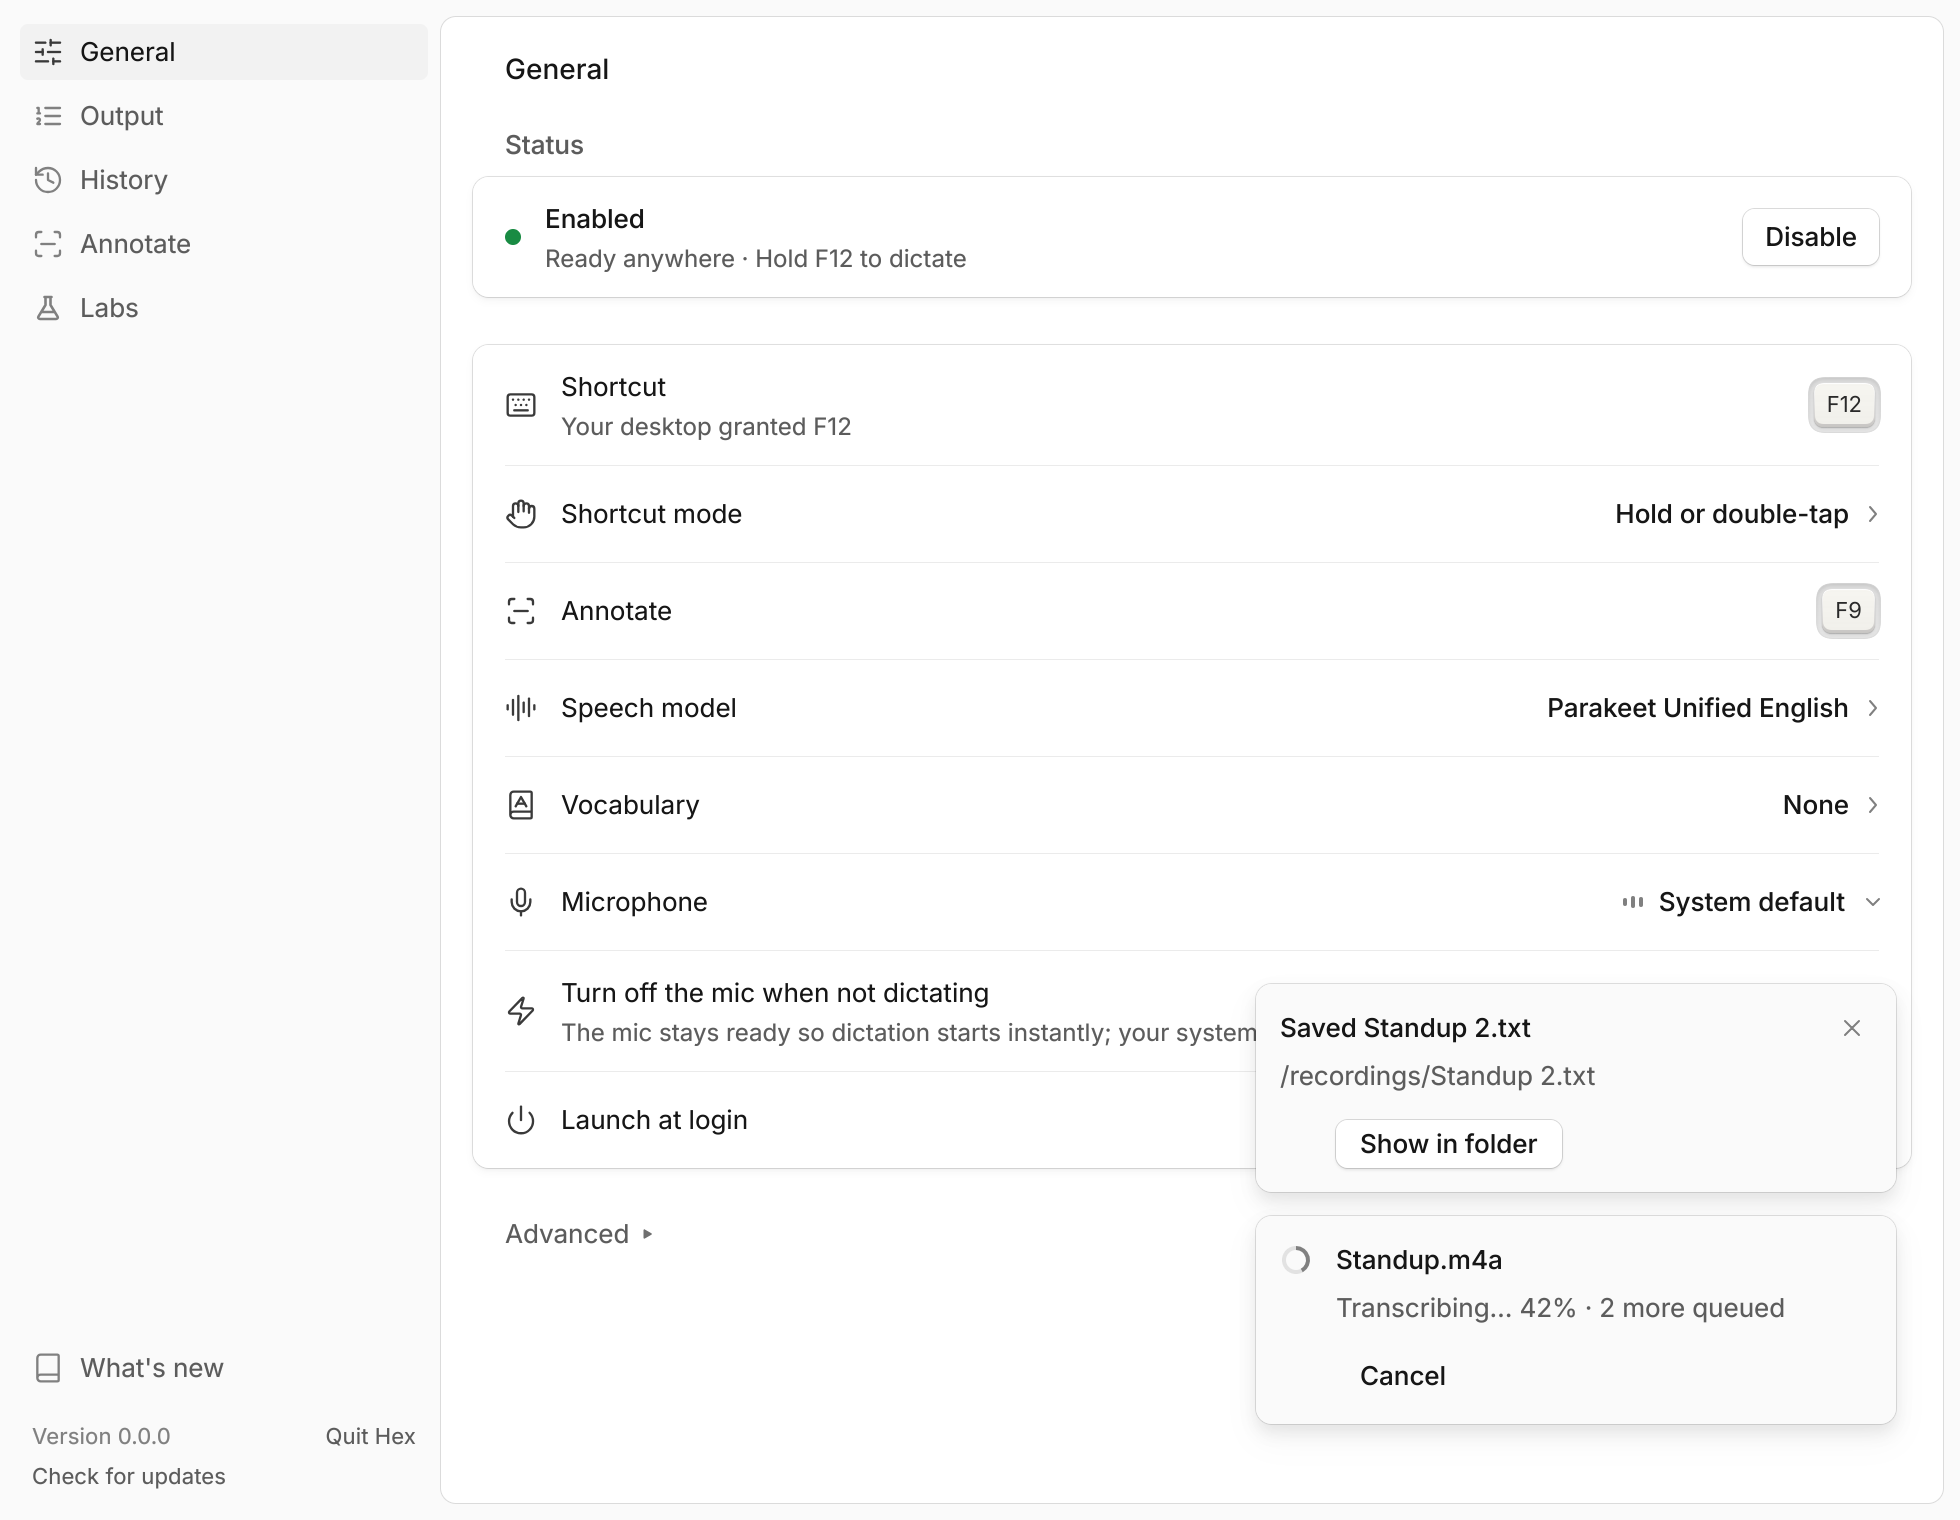 General
Output
History
Annotate
Labs
What's new
Version 0.0.0
Quit Hex
Check for updates
General
Status
Enabled
Ready anywhere · Hold F12 to dictate
Disable
Shortcut
Your desktop granted F12
F12
Shortcut mode
Hold or double-tap
Annotate
F9
Speech model
Parakeet Unified English
Vocabulary
None
Microphone
System default
Turn off the mic when not dictating
The mic stays ready so dictation starts instantly; your system
Launch at login
Advanced
Saved Standup 2.txt
/recordings/Standup 2.txt
Show in folder
Standup.m4a
Transcribing... 42% · 2 more queued
Cancel